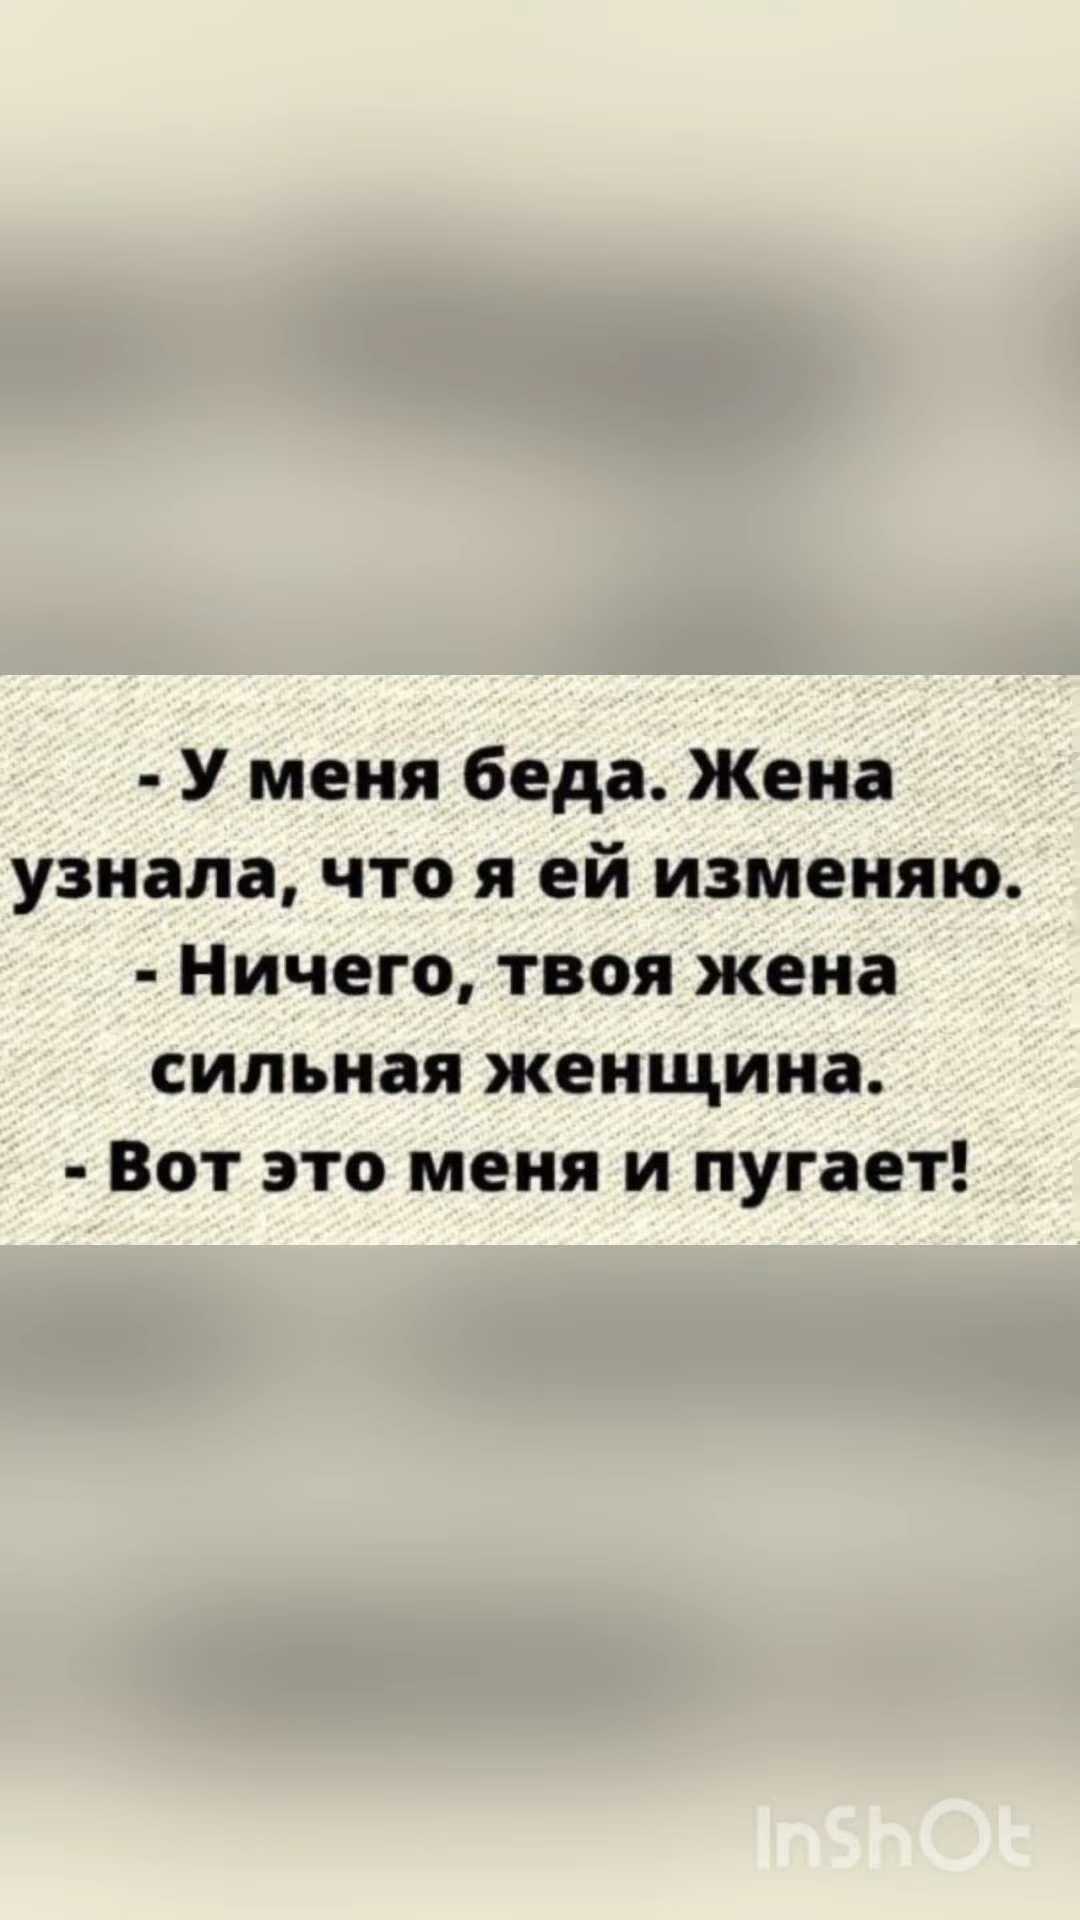 - У меня беда. Жена
узнала, что я ей изменяю.
- Ничего, твоя жена
сильная женщина.
- Вот это меня и пугает!
InShOt